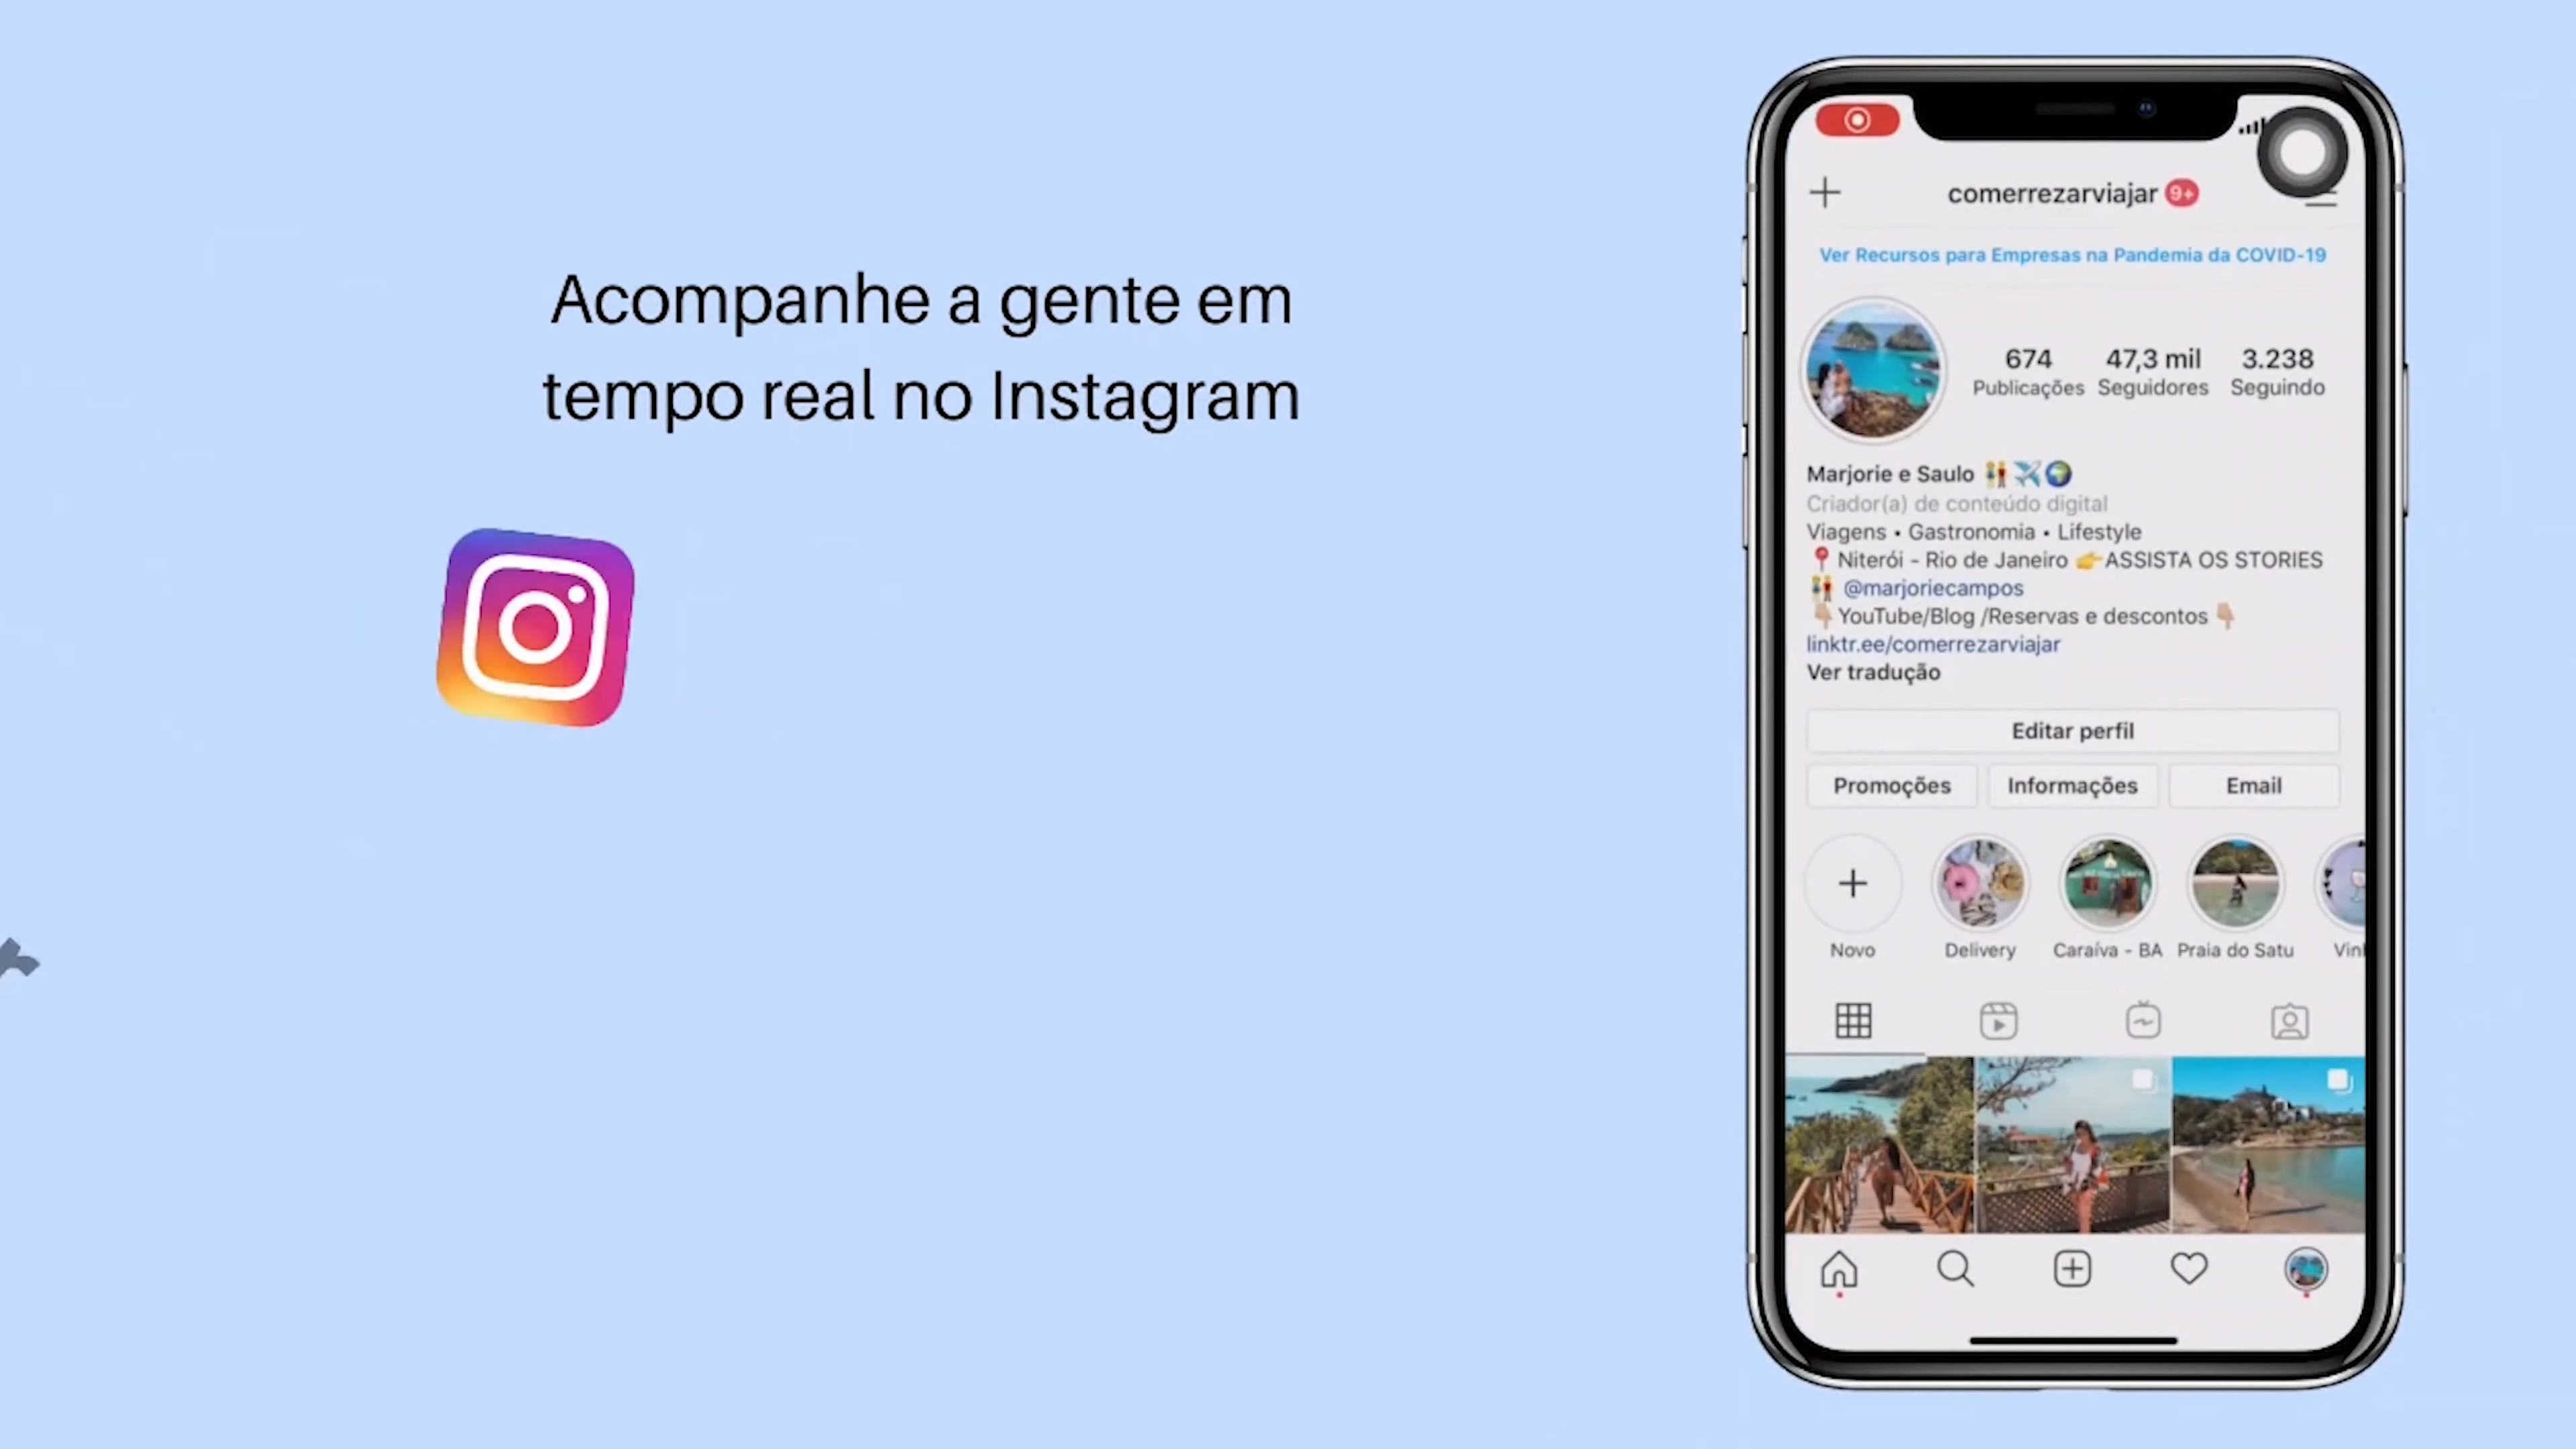 Acompanhe a gente em
tempo real no Instagram
comerrezarviajar 9+
Ver Recursos para Empresas na Pandemia da COVID-19
674 47,3 mil 3.238
Publicações Seguidores Seguindo
Marjorie e Saulo
Criador(a) de conteúdo digital
Viagens • Gastronomia • Lifestyle
Niterói - Rio de Janeiro 👉ASSISTA OS STORIES
@marjoriecampos
👇🏼YouTube/Blog /Reservas e descontos👇🏼
linktr.ee/comerrezarviajar
Ver tradução
Editar perfil
Promoções Informações Email
Novo Delivery Caraíva - BA Praia do Satu